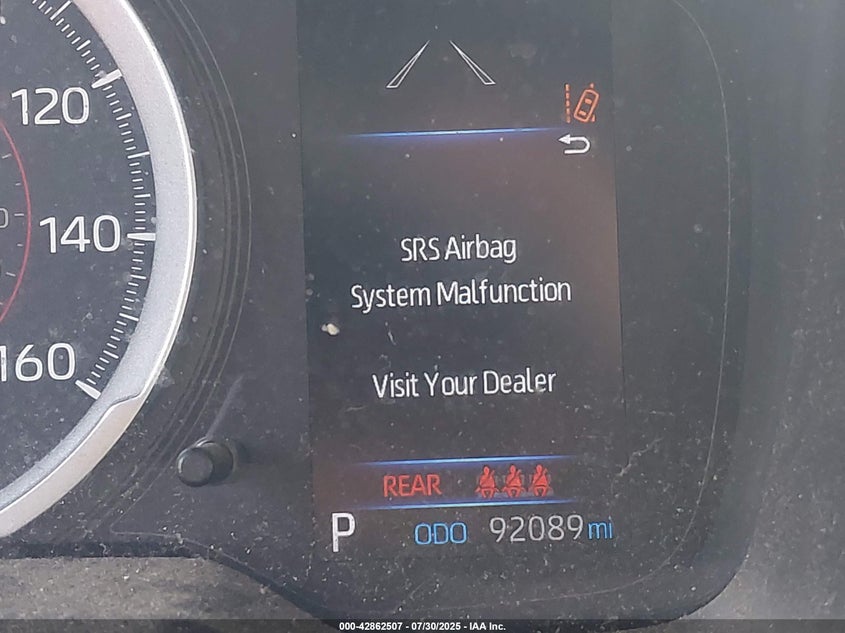 120
140
160
SRS Airbag
System Malfunction
Visit Your Dealer
REAR
P ODO 92089 mi
000-42862507 - 07/30/2025 - IAA Inc.